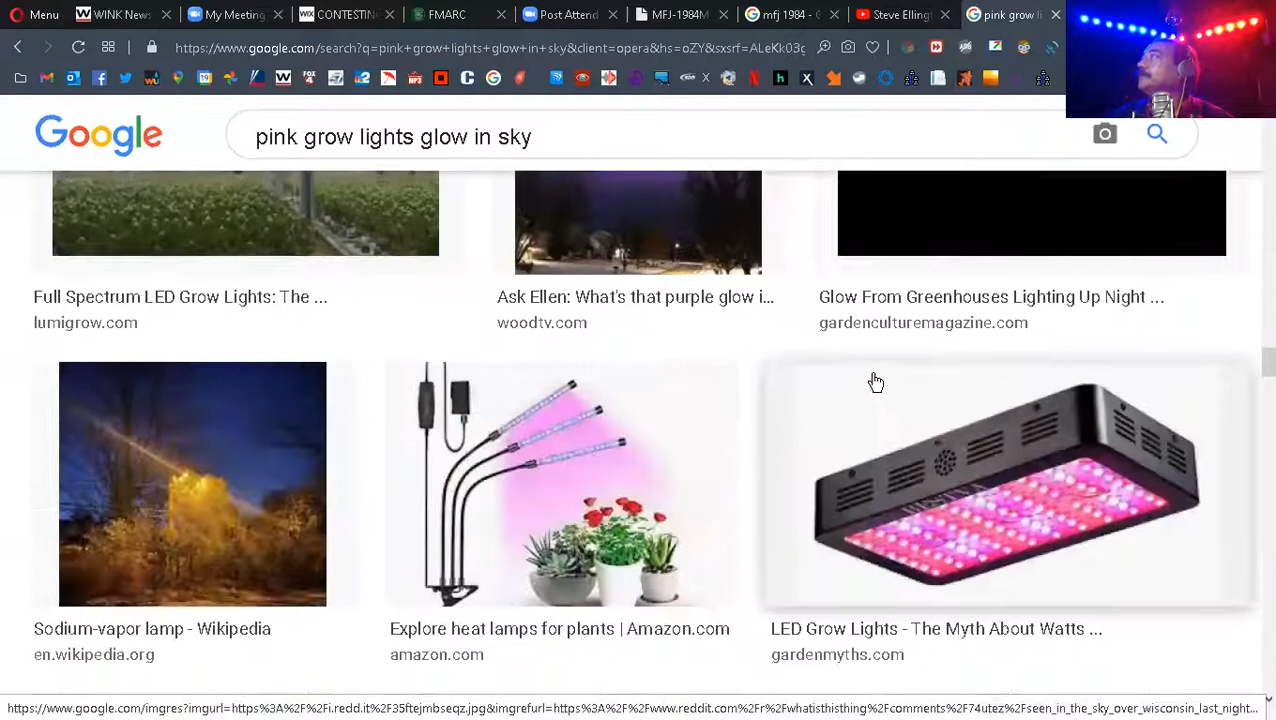 Menu
WINK News
My Meeting
CONTESTIN
FMARC
Post Attend
MFJ-1984M
mfj 1984 - G
Steve Elling
pink grow li
https://www.google.com/search?q=pink+grow+lights+glow+in+sky&client=opera&hs=oZY&sxsrf=ALeKk03c
Google
pink grow lights glow in sky
Full Spectrum LED Grow Lights: The ...
lumigrow.com
Ask Ellen: What's that purple glow i...
woodtv.com
Glow From Greenhouses Lighting Up Night ...
gardenculturemagazine.com
Sodium-vapor lamp - Wikipedia
en.wikipedia.org
Explore heat lamps for plants | Amazon.com
amazon.com
LED Grow Lights - The Myth About Watts ...
gardenmyths.com
https://www.google.com/imgres?imgurl=https%3A%2F%2Fi.redd.it%2F35ftejmbseqz.jpg&imgrefurl=https%3A%2F%2Fwww.reddit.com%2Fr%2Fwhatisthisthing%2Fcomments%2F74utez%2Fseen_in_the_sky_over_wisconsin_last_night...